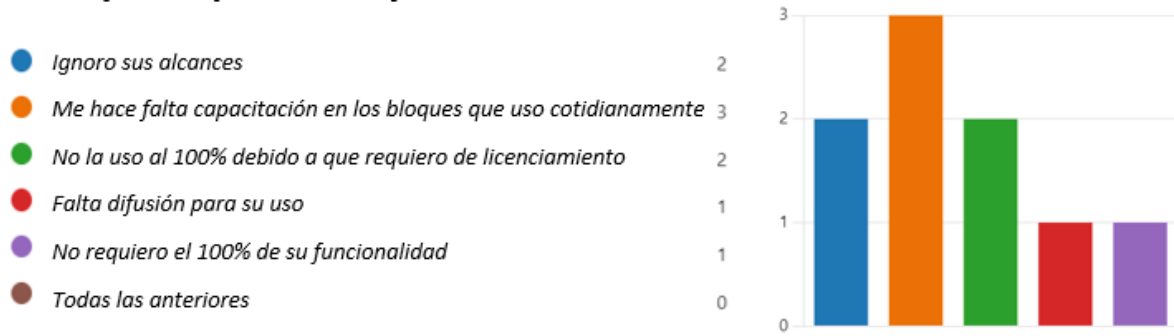 Ignoro sus alcances 2
Me hace falta capacitación en los bloques que uso cotidianamente 3
No la uso al 100% debido a que requiero de licenciamiento 2
Falta difusión para su uso 1
No requiero el 100% de su funcionalidad 1
Todas las anteriores 0
3
2
1
0